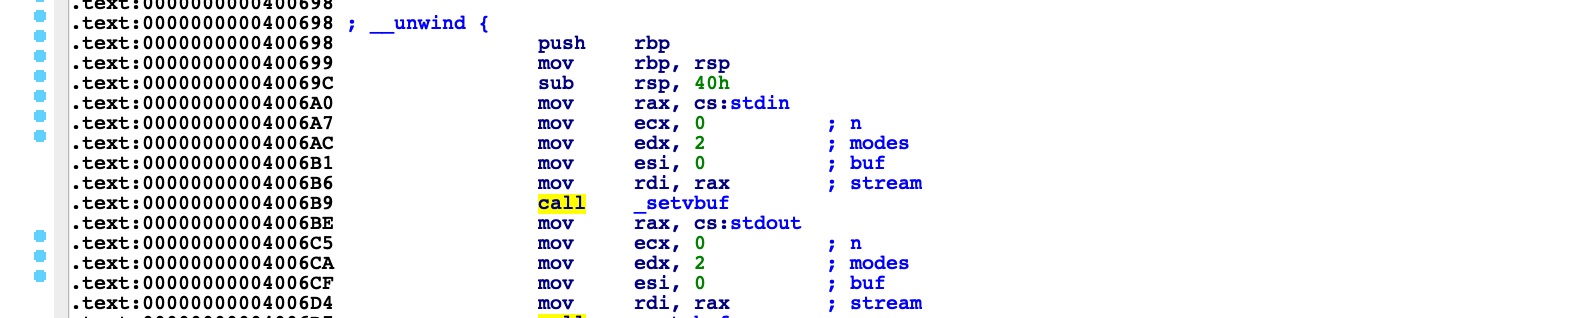 .text:0000000000400698
.text:0000000000400698 ; __unwind {
.text:0000000000400698 push rbp
.text:0000000000400699 mov rbp, rsp
.text:000000000040069C sub rsp, 40h
.text:00000000004006A0 mov rax, cs:stdin
.text:00000000004006A7 mov ecx, 0 ; n
.text:00000000004006AC mov edx, 2 ; modes
.text:00000000004006B1 mov esi, 0 ; buf
.text:00000000004006B6 mov rdi, rax ; stream
.text:00000000004006B9 call _setvbuf
.text:00000000004006BE mov rax, cs:stdout
.text:00000000004006C5 mov ecx, 0 ; n
.text:00000000004006CA mov edx, 2 ; modes
.text:00000000004006CF mov esi, 0 ; buf
.text:00000000004006D4 mov rdi, rax ; stream